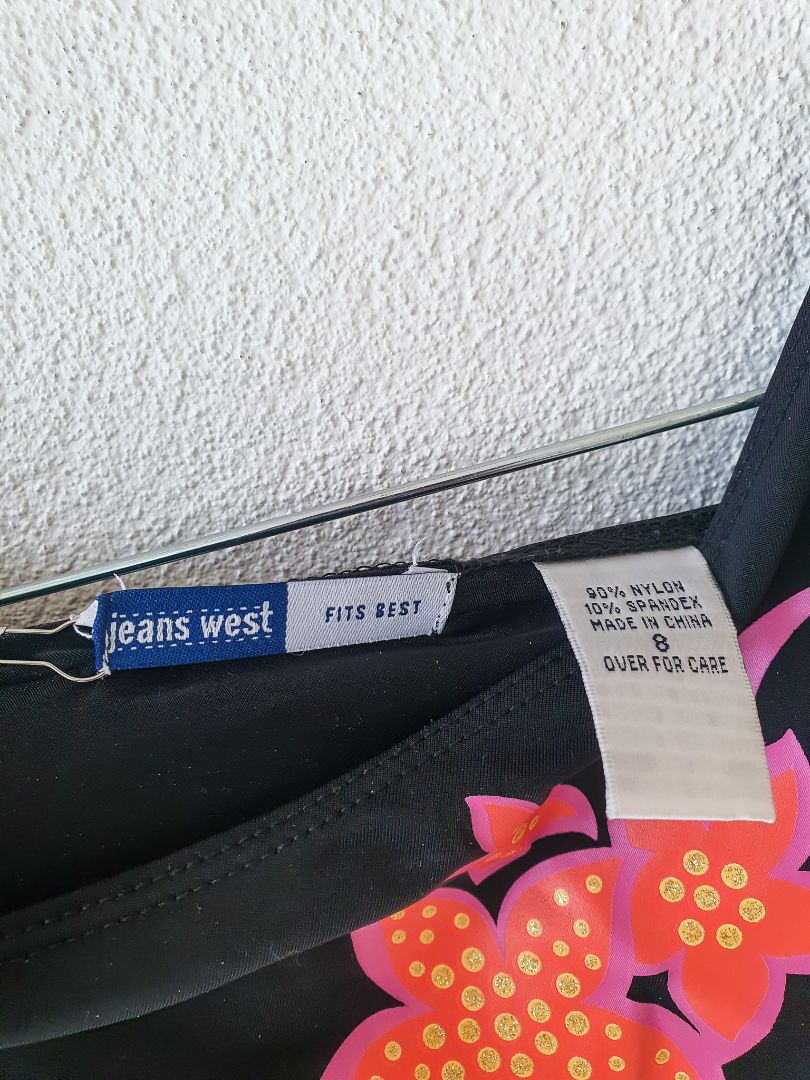 jeans west
FITS BEST
90% NYLON
10% SPANDEX
MADE IN CHINA
8
OVER FOR CARE